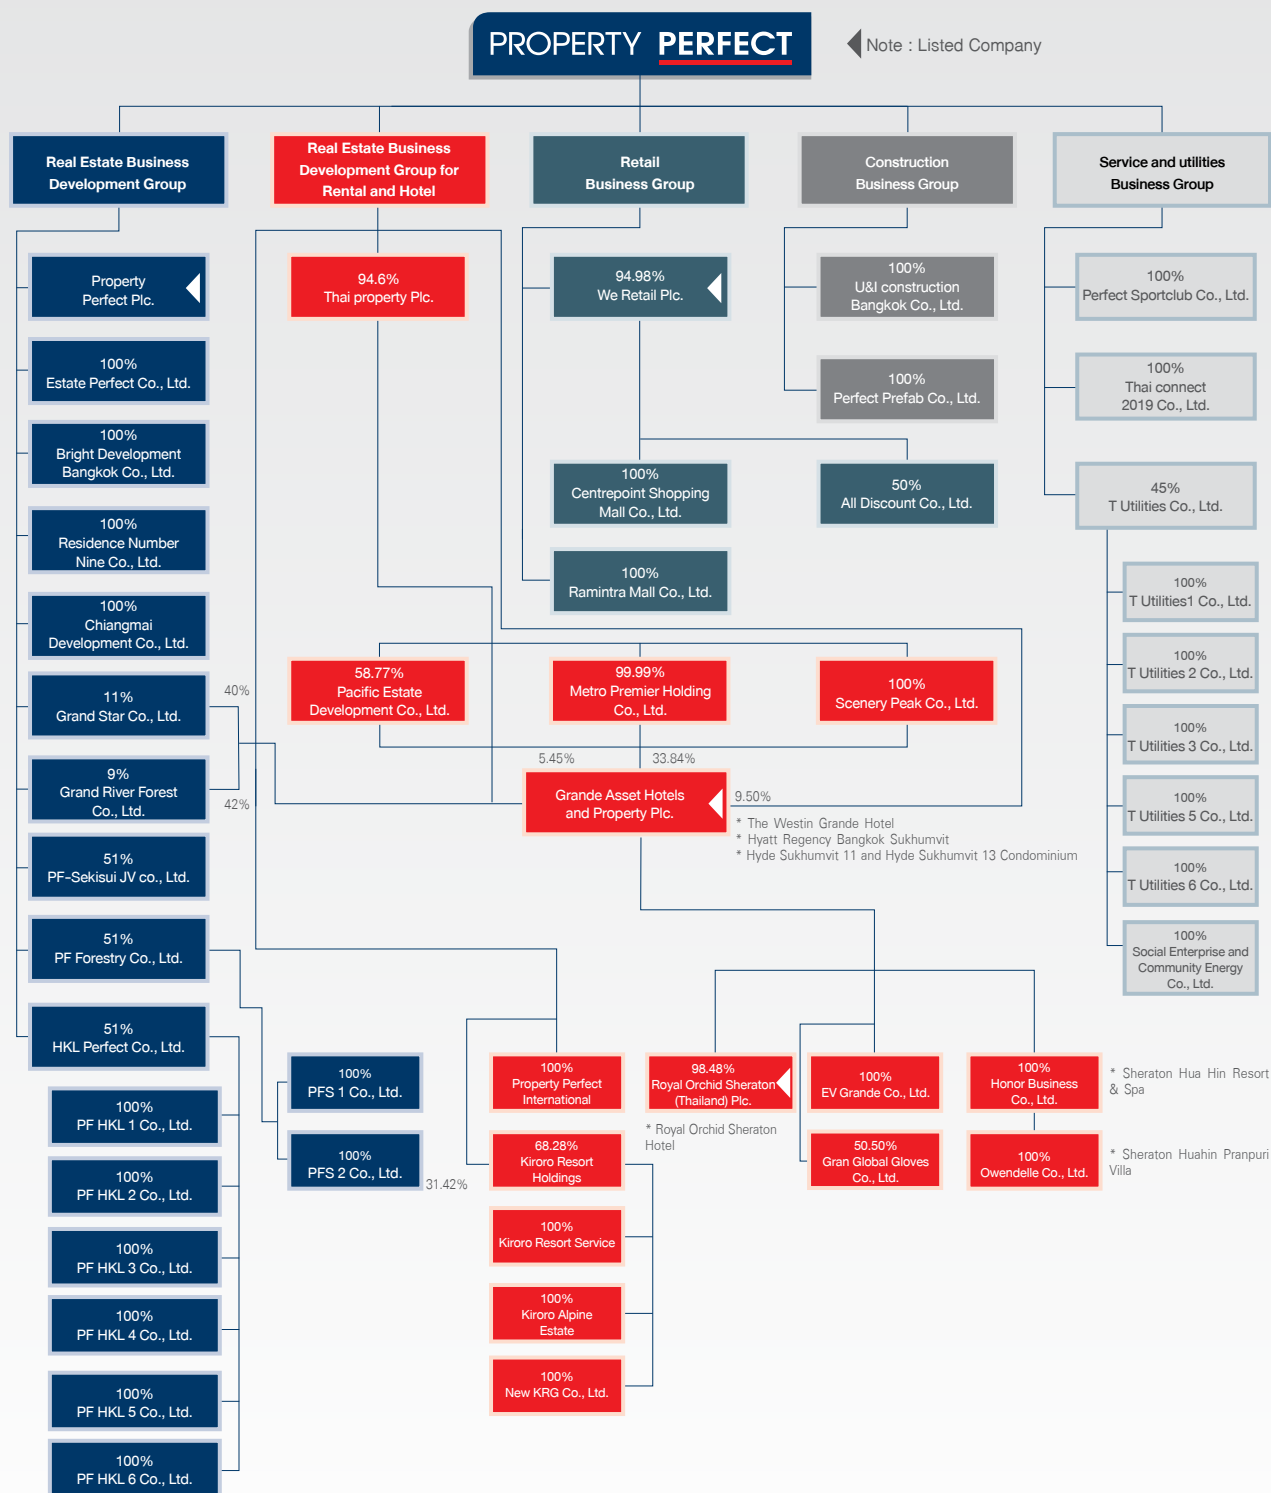 PROPERTY PERFECT
Note : Listed Company
Real Estate Business
Development Group
Real Estate Business
Development Group for
Rental and Hotel
Retail
Business Group
Construction
Business Group
Service and utilities
Business Group
Property
Perfect Plc.
94.6%
Thai property Plc.
94.98%
We Retail Plc.
100%
U&I construction
Bangkok Co., Ltd.
100%
Perfect Sportclub Co., Ltd.
100%
Estate Perfect Co., Ltd.
100%
Perfect Prefab Co., Ltd.
100%
Thai connect
2019 Co., Ltd.
100%
Bright Development
Bangkok Co., Ltd.
100%
Centrepoint Shopping
Mall Co., Ltd.
50%
All Discount Co., Ltd.
45%
T Utilities Co., Ltd.
100%
Residence Number
Nine Co., Ltd.
100%
Ramintra Mall Co., Ltd.
100%
T Utilities1 Co., Ltd.
100%
Chiangmai
Development Co., Ltd.
100%
T Utilities 2 Co., Ltd.
11%
Grand Star Co., Ltd.
40%
58.77%
Pacific Estate
Development Co., Ltd.
99.99%
Metro Premier Holding
Co., Ltd.
100%
Scenery Peak Co., Ltd.
100%
T Utilities 3 Co., Ltd.
9%
Grand River Forest
Co., Ltd.
42%
5.45%
33.84%
Grande Asset Hotels
and Property Plc.
9.50%
* The Westin Grande Hotel
* Hyatt Regency Bangkok Sukhumvit
* Hyde Sukhumvit 11 and Hyde Sukhumvit 13 Condominium
100%
T Utilities 5 Co., Ltd.
51%
PF-Sekisui JV co., Ltd.
100%
T Utilities 6 Co., Ltd.
51%
PF Forestry Co., Ltd.
100%
Social Enterprise and
Community Energy
Co., Ltd.
51%
HKL Perfect Co., Ltd.
100%
PFS 1 Co., Ltd.
100%
Property Perfect
International
98.48%
Royal Orchid Sheraton
(Thailand) Plc.
* Royal Orchid Sheraton
Hotel
100%
EV Grande Co., Ltd.
100%
Honor Business
Co., Ltd.
* Sheraton Hua Hin Resort
& Spa
100%
PF HKL 1 Co., Ltd.
100%
PFS 2 Co., Ltd.
31.42%
68.28%
Kiroro Resort
Holdings
50.50%
Gran Global Gloves
Co., Ltd.
100%
Owendelle Co., Ltd.
* Sheraton Huahin Pranpuri
Villa
100%
PF HKL 2 Co., Ltd.
100%
Kiroro Resort Service
100%
PF HKL 3 Co., Ltd.
100%
Kiroro Alpine
Estate
100%
PF HKL 4 Co., Ltd.
100%
New KRG Co., Ltd.
100%
PF HKL 5 Co., Ltd.
100%
PF HKL 6 Co., Ltd.